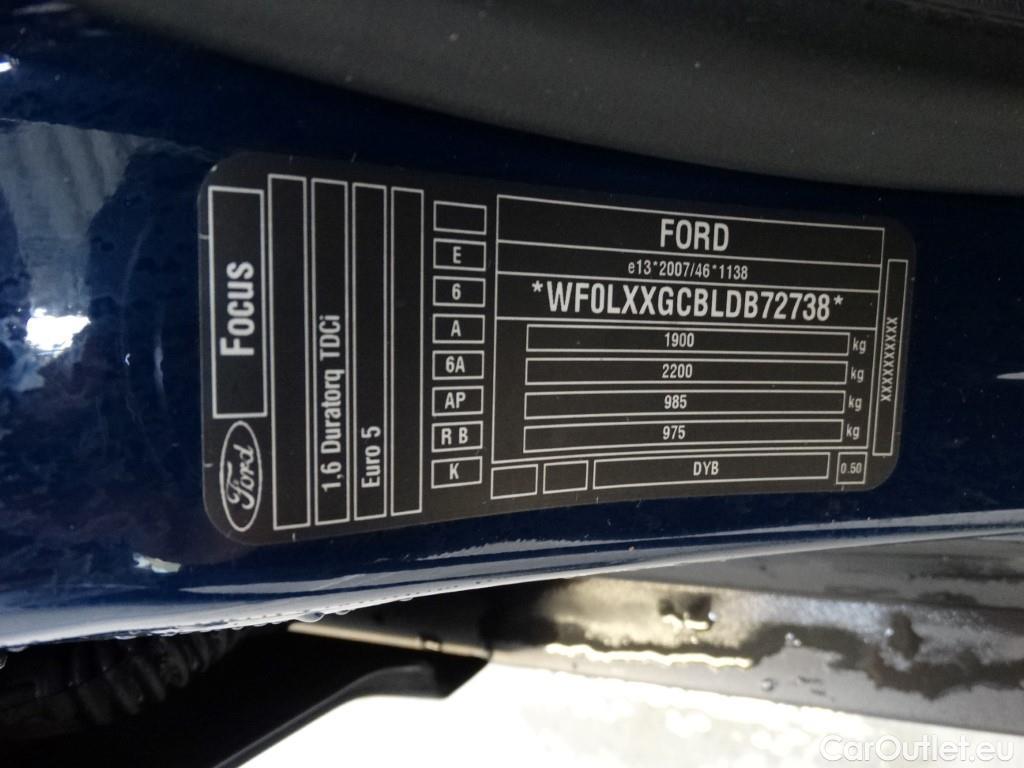 Ford
Focus
1.6 Duratorq TDCi
Euro 5
E
6
A
6A
AP
R B
K
FORD
e13*2007/46*1138
*WF0LXXGCBLDB72738*
1900 kg
2200 kg
985 kg
975 kg
DYB
0.50
XXXXXXXXXX
CarOutlet.eu